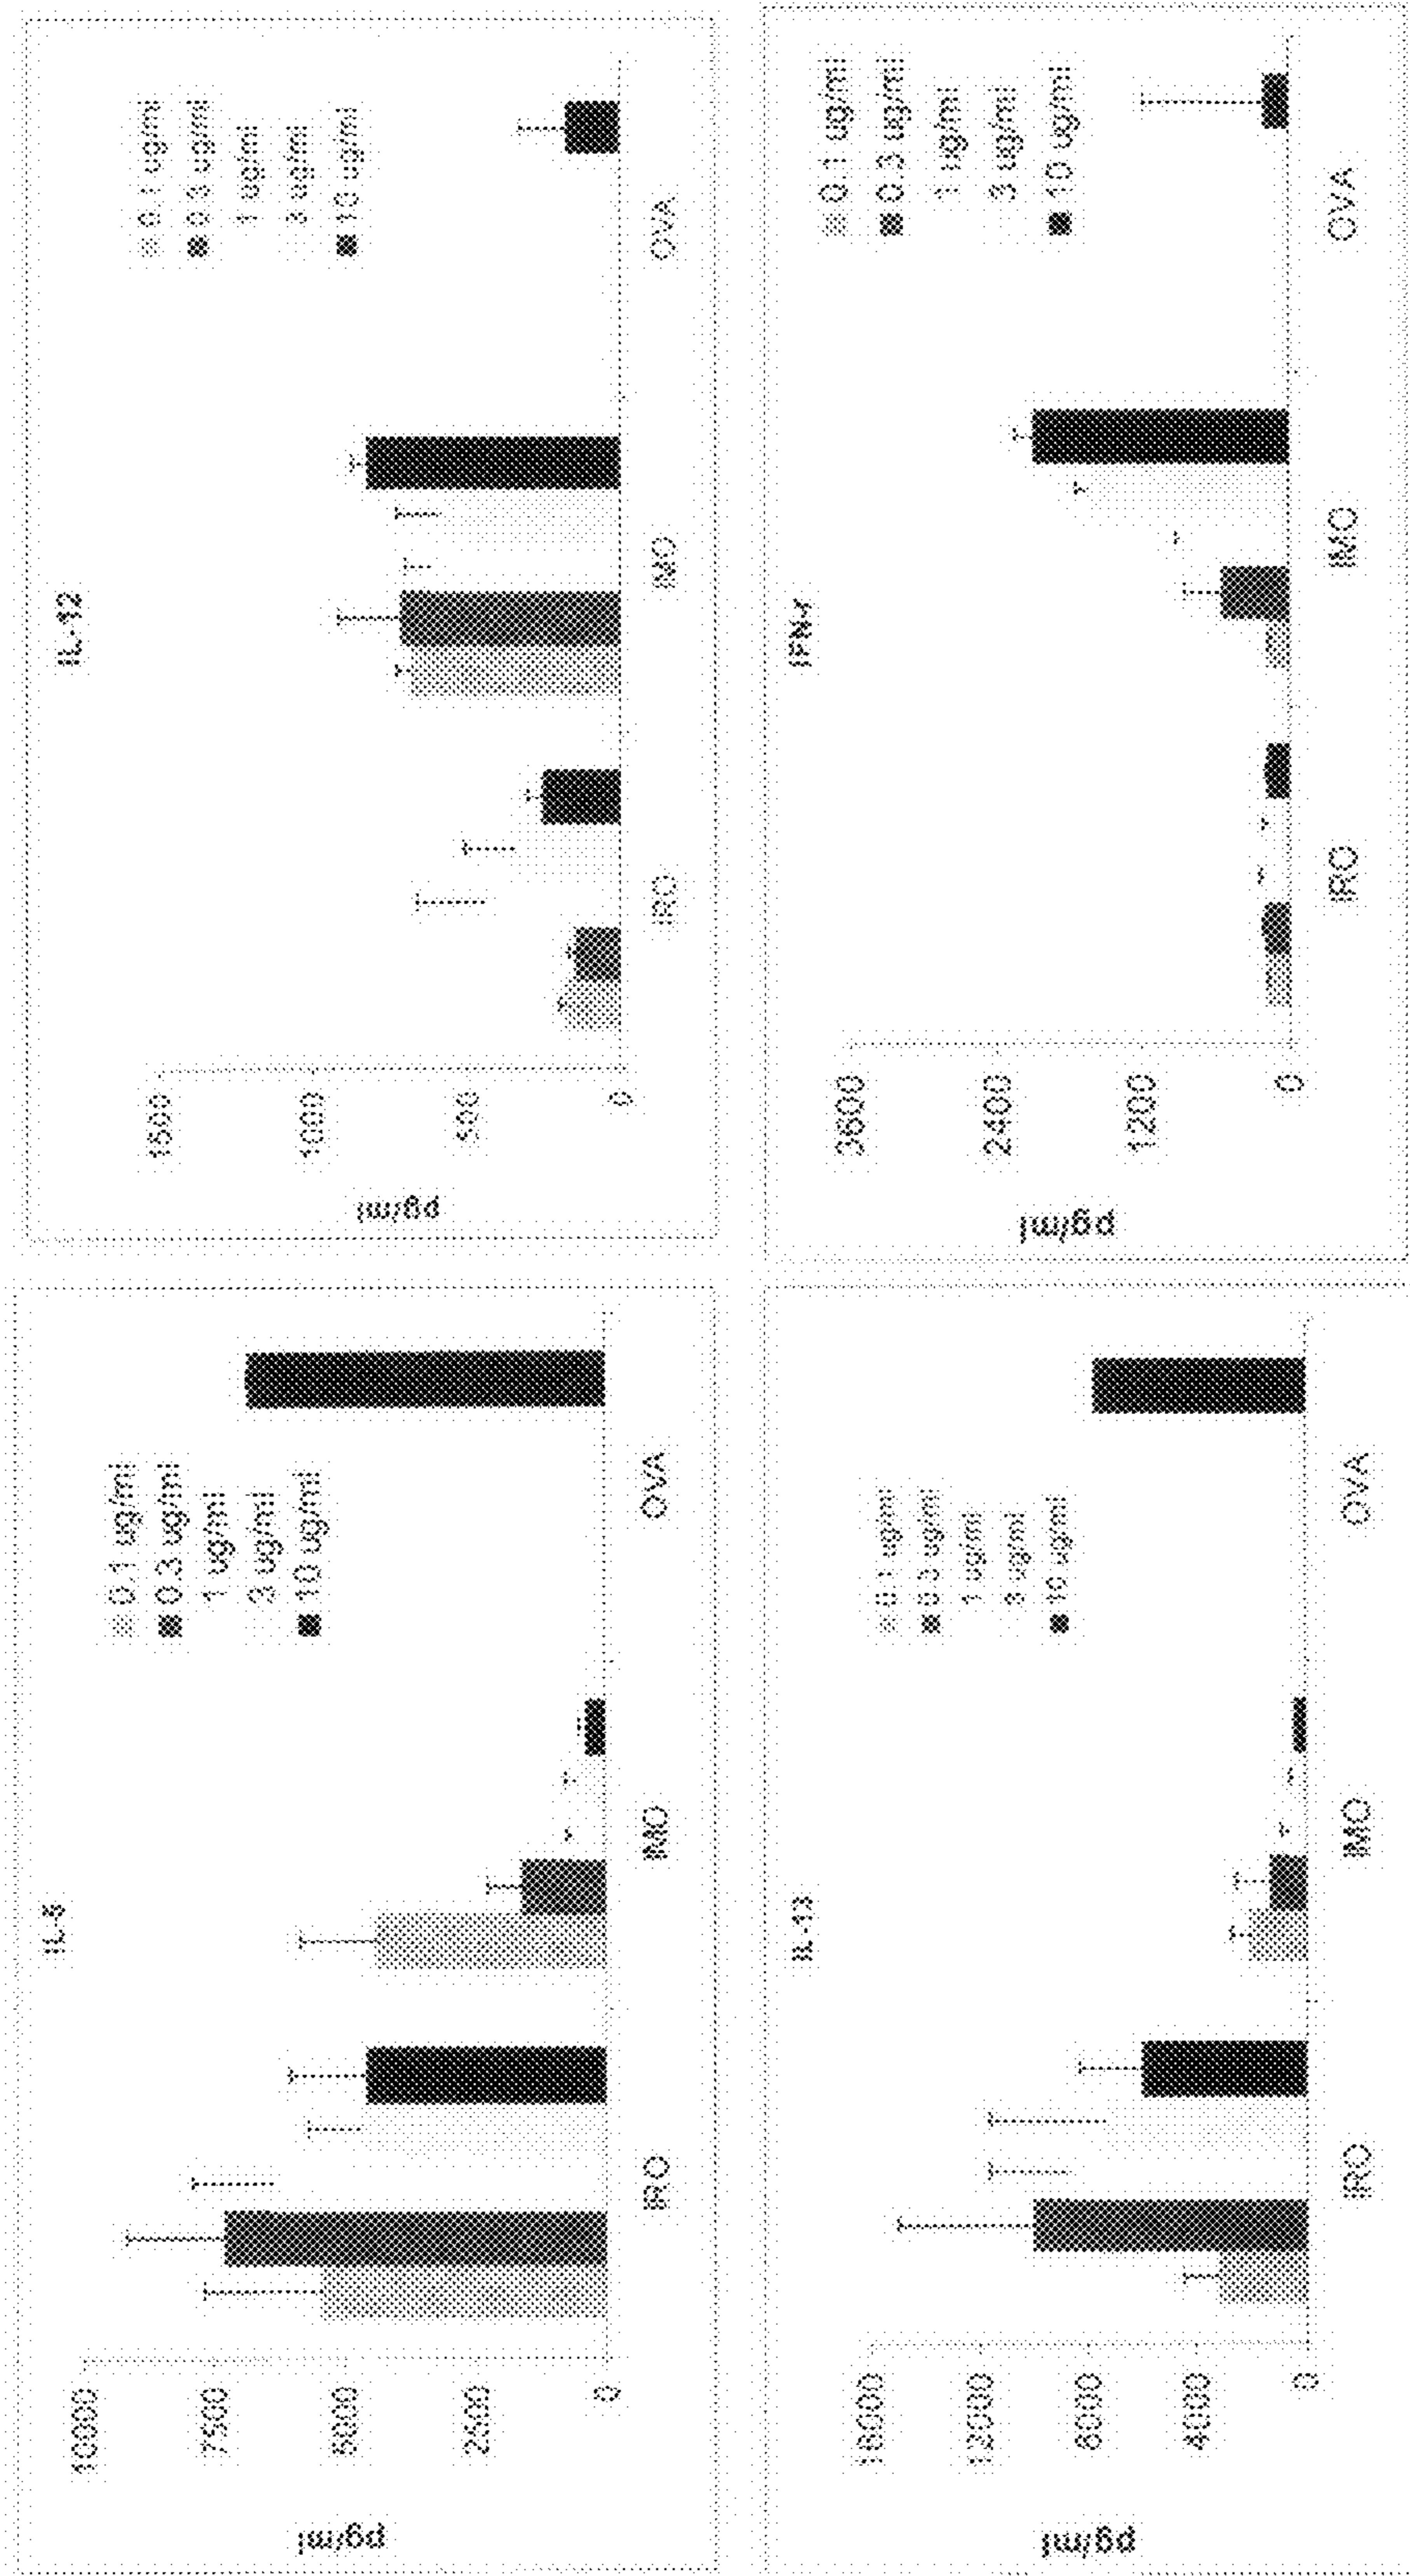 IL-5
pg/ml
10000
7500
5000
2500
0
0.1 ug/ml
0.3 ug/ml
1 ug/ml
3 ug/ml
10 ug/ml
IRO
IMO
OVA
IL-12
pg/ml
1500
1000
500
0
0.1 ug/ml
0.3 ug/ml
1 ug/ml
3 ug/ml
10 ug/ml
IRO
IMO
OVA
IL-13
pg/ml
16000
12000
8000
4000
0
0.1 ug/ml
0.3 ug/ml
1 ug/ml
3 ug/ml
10 ug/ml
IRO
IMO
OVA
IFN-γ
pg/ml
3600
2400
1200
0
0.1 ug/ml
0.3 ug/ml
1 ug/ml
3 ug/ml
10 ug/ml
IRO
IMO
OVA